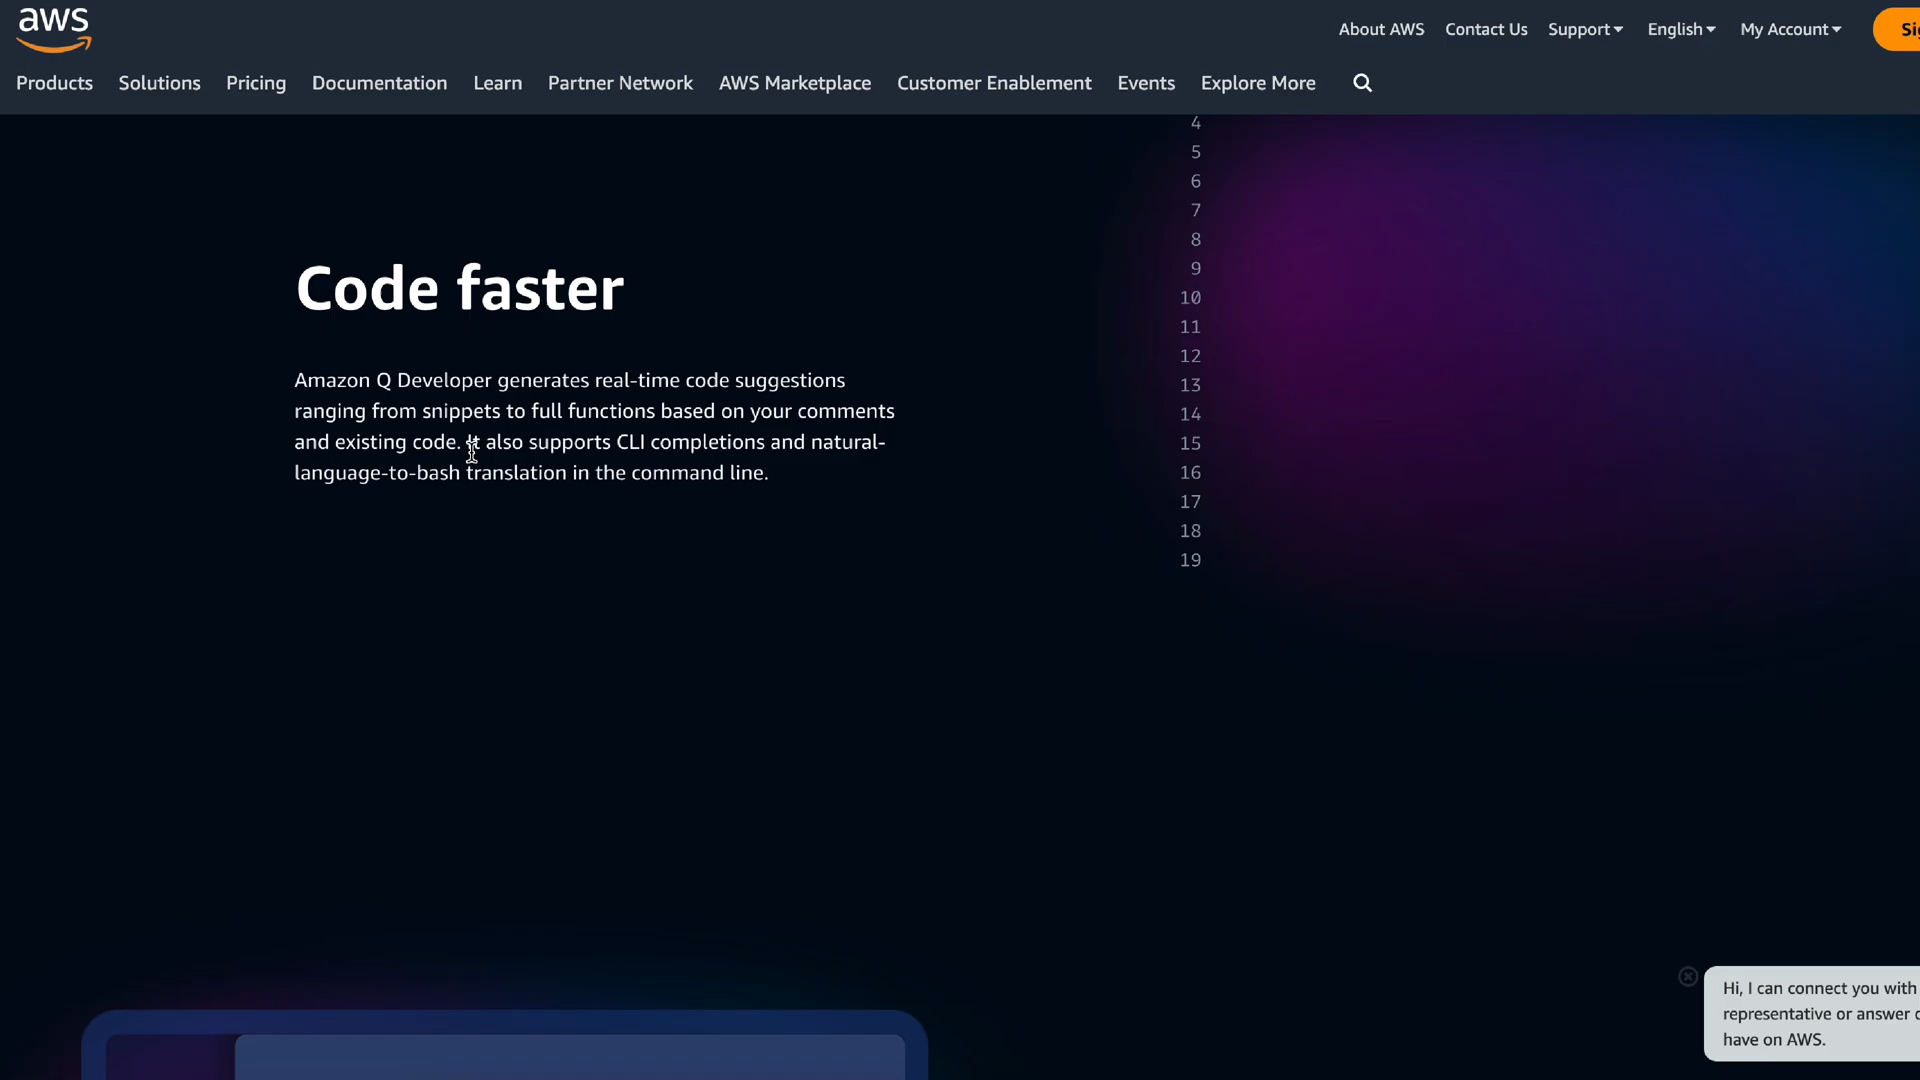 aws
About AWS Contact Us Support English My Account
Products Solutions Pricing Documentation Learn Partner Network AWS Marketplace Customer Enablement Events Explore More
4
5
6
7
8
9
10
11
12
13
14
15
16
17
18
19
Code faster
Amazon Q Developer generates real-time code suggestions
ranging from snippets to full functions based on your comments
and existing code. It also supports CLI completions and natural-
language-to-bash translation in the command line.
Hi, I can connect you with
representative or answer
have on AWS.